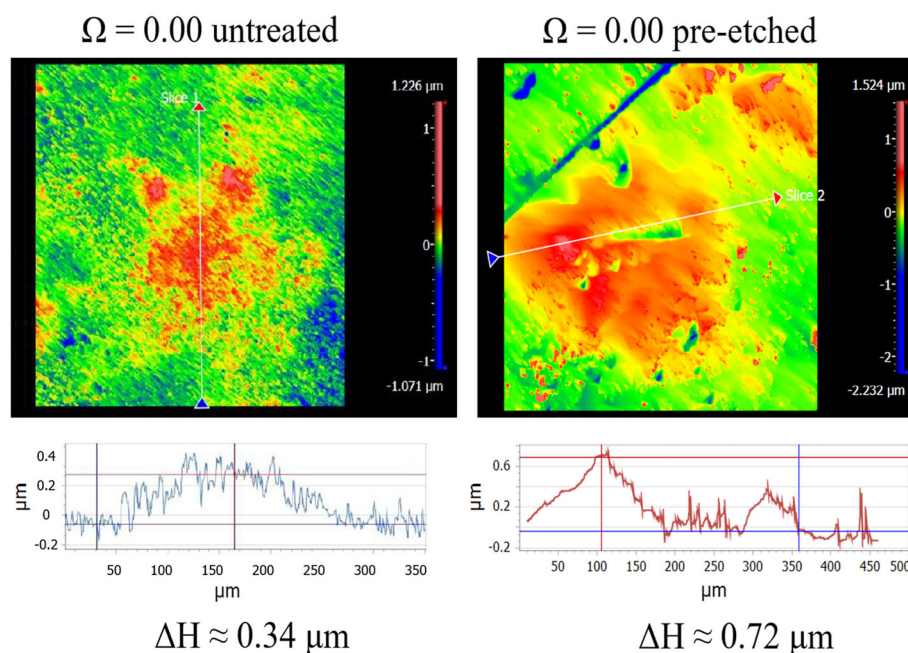 Ω = 0.00 untreated
Ω = 0.00 pre-etched
1.226 µm
1
0
-1
-1.071 µm
Slice 1
1.524 µm
1
0
-1
-2
-2.232 µm
Slice 2
0.4
0.2
0
-0.2
µm
50 100 150 200 250 300 350
µm
0.6
0.2
-0.2
µm
50 100 150 200 250 300 350 400 450 500
µm
ΔH ≈ 0.34 µm
ΔH ≈ 0.72 µm